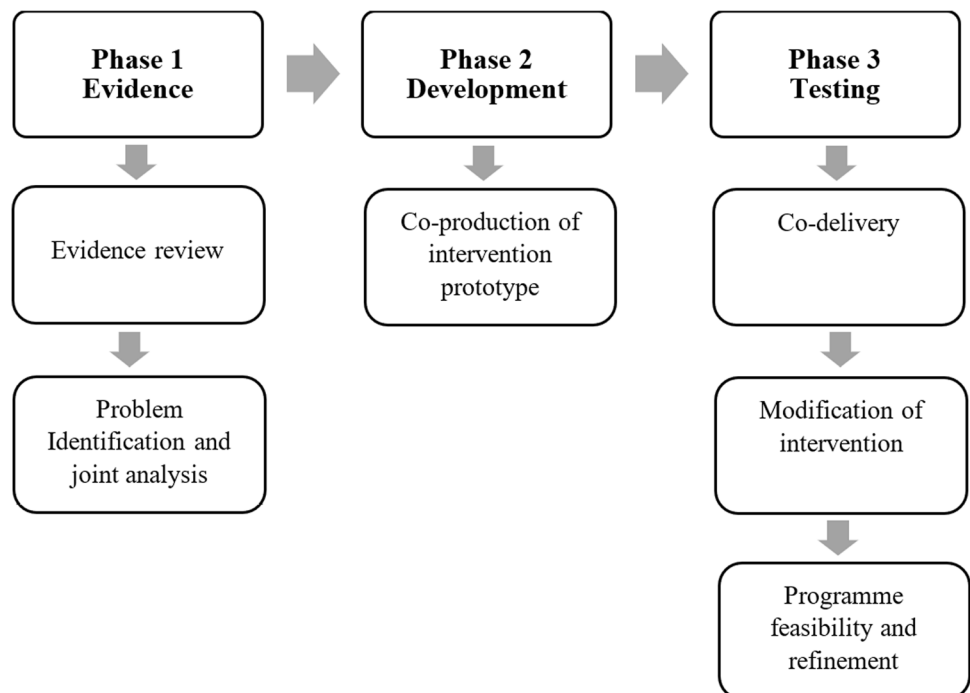 Phase 1
Evidence
Phase 2
Development
Phase 3
Testing
Evidence review
Co-production of
intervention
prototype
Co-delivery
Problem
Identification and
joint analysis
Modification of
intervention
Programme
feasibility and
refinement